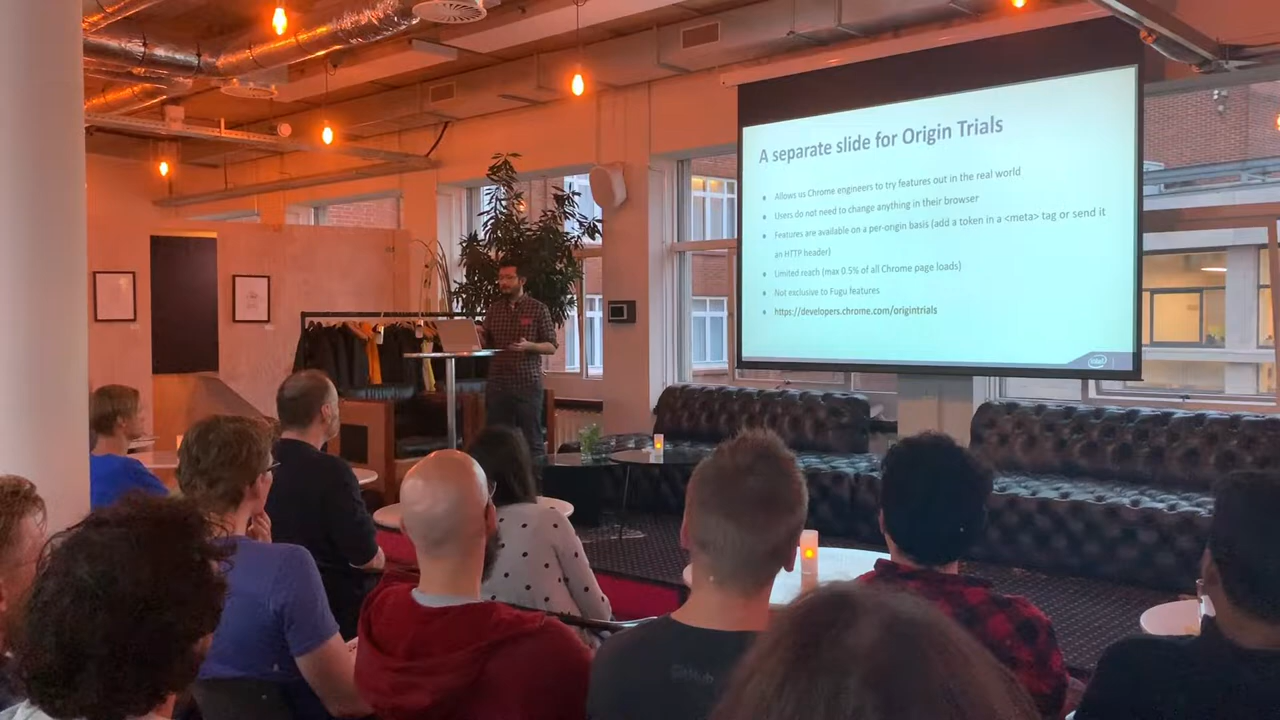 A separate slide for Origin Trials
Allows us Chrome engineers to try features out in the real world
Users do not need to change anything in their browser
Features are available on a per-origin basis (add a token in a <meta> tag or send it
an HTTP header)
Limited reach (max 0.5% of all Chrome page loads)
Not exclusive to Fugu features
https://developers.chrome.com/origintrials
intel
GitHub